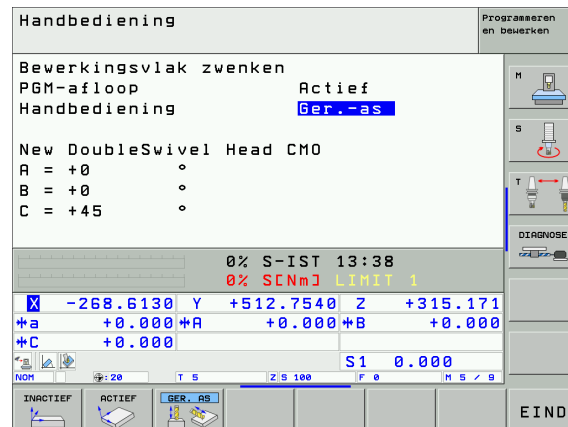 Handbediening
Programmeren
en bewerken
Bewerkingsvlak zwenken
PGM-afloop Actief
Handbediening Ger.-as
New DoubleSwivel Head CMO
A = +0 °
B = +0 °
C = +45 °
M
S
T
DIAGNOSE
0% S-IST 13:38
0% S[Nm] LIMIT 1
X -268.6130 Y +512.7540 Z +315.171
a +0.000 A +0.000 B +0.000
C +0.000
S1 0.000
NOM :20 T 5 Z S 100 F 0 M 5 / 9
INACTIEF ACTIEF GER. AS EIND